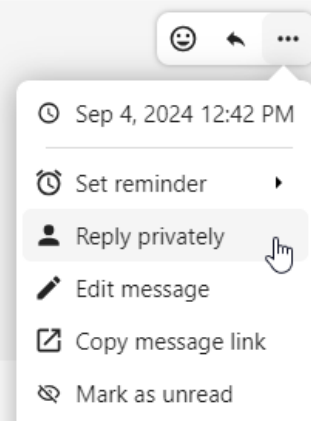 Sep 4, 2024 12:42 PM
Set reminder
Reply privately
Edit message
Copy message link
Mark as unread